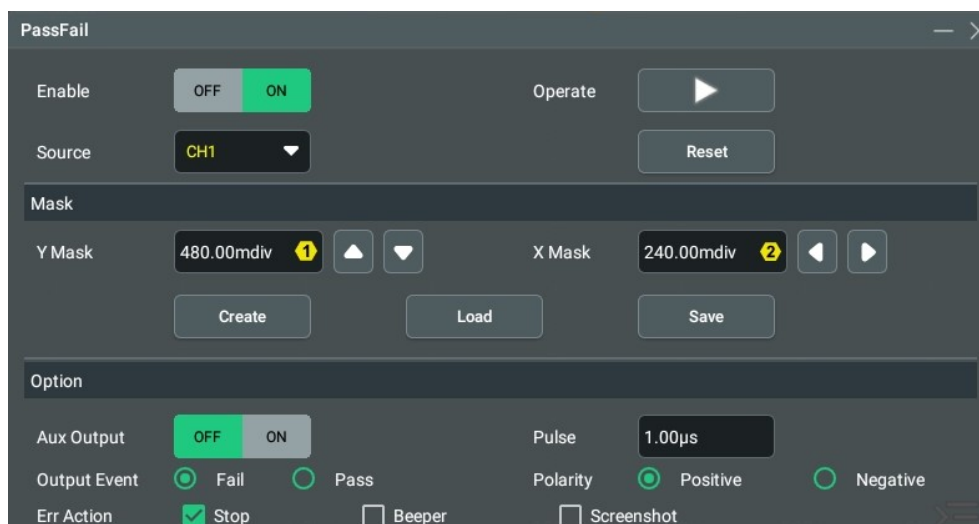 PassFail
Enable OFF ON Operate
Source CH1 Reset
Mask
Y Mask 480.00mdiv 1 X Mask 240.00mdiv 2
Create Load Save
Option
Aux Output OFF ON Pulse 1.00µs
Output Event Fail Pass Polarity Positive Negative
Err Action Stop Beeper Screenshot